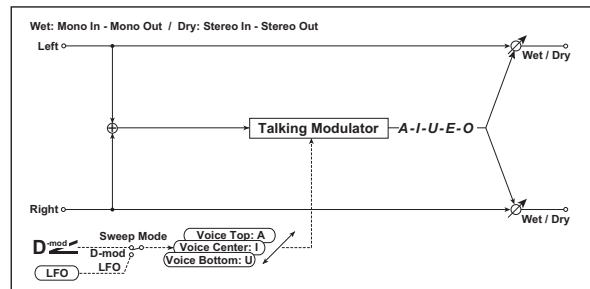 Wet: Mono In - Mono Out / Dry: Stereo In - Stereo Out
Left
Wet / Dry
Talking Modulator
A-I-U-E-O
Right
Wet / Dry
D-mod
Sweep Mode
D-mod
LFO
LFO
Voice Top: A
Voice Center: I
Voice Bottom: U